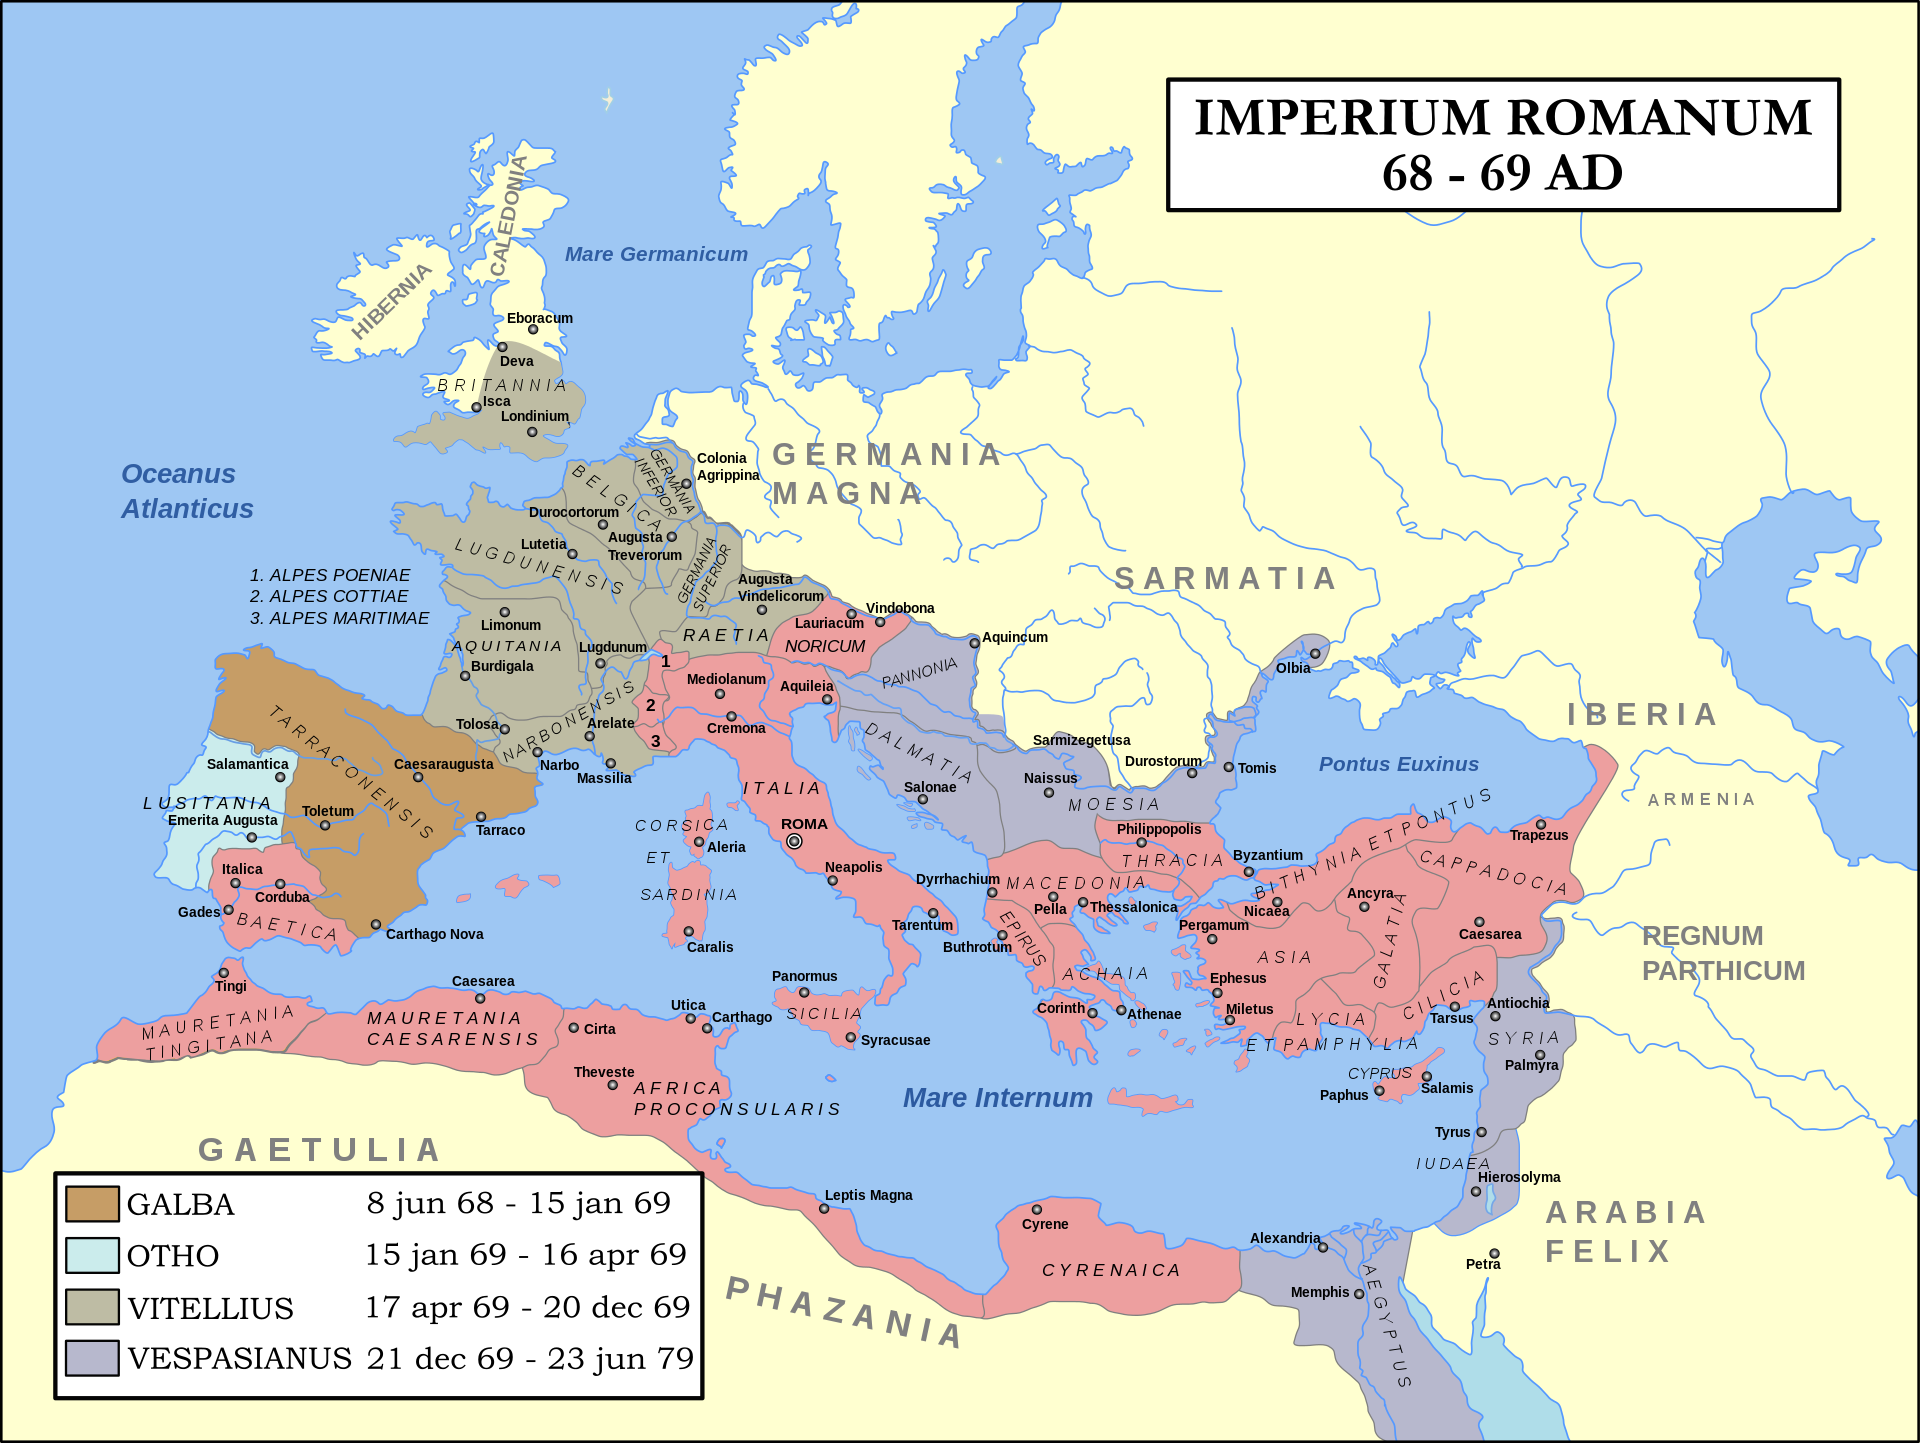 IMPERIUM ROMANUM
68 - 69 AD
CALEDONIA
Mare Germanicum
HIBERNIA
Eboracum
Deva
BRITANNIA
Isca
Londinium
Oceanus
Atlanticus
GERMANIA
MAGNA
Colonia
Agrippina
GERMANIA
INFERIOR
BELGICA
Durocortorum
Augusta
Treverorum
Lutetia
LUGDUNENSIS
GERMANIA
SUPERIOR
1. ALPES POENIAE
2. ALPES COTTIAE
3. ALPES MARITIMAE
SARMATIA
Augusta
Vindelicorum
Limonum
Lauriacum
Vindobona
RAETIA
NORICUM
Aquincum
AQUITANIA
Lugdunum
Burdigala
1
2
3
Mediolanum
Aquileia
PANNONIA
Olbia
Cremona
Tolosa
NARBONENSIS
Arelate
Narbo
Massilia
IBERIA
TARRACONENSIS
Salamantica
Caesaraugusta
DALMATIA
Sarmizegetusa
Durostorum
Tomis
Pontus Euxinus
Naissus
Salonae
MOESIA
ARMENIA
LUSITANIA
Emerita Augusta
Toletum
Tarraco
ITALIA
ROMA
CORSICA
ET
SARDINIA
Aleria
Philippopolis
THRACIA
Byzantium
BITHYNIA ET PONTUS
Trapezus
CAPPADOCIA
Italica
Corduba
Gades
BAETICA
Carthago Nova
Neapolis
Dyrrhachium
MACEDONIA
Pella
Thessalonica
Nicaea
Ancyra
Tarentum
Buthrotum
EPIRUS
Pergamum
ASIA
GALATIA
Caesarea
REGNUM
PARTHICUM
Caralis
Tingi
Caesarea
Panormus
SICILIA
Syracusae
ACHAIA
Corinth
Athenae
Ephesus
Miletus
LYCIA
ET PAMPHYLIA
CILICIA
Tarsus
Antiochia
SYRIA
Palmyra
MAURETANIA
TINGITANA
MAURETANIA
CAESARENSIS
Cirta
Utica
Carthago
Theveste
AFRICA
PROCONSULARIS
Mare Internum
CYPRUS
Paphus
Salamis
Tyrus
IUDAEA
Hierosolyma
GAETULIA
Leptis Magna
Cyrene
CYRENAICA
Alexandria
Memphis
AEGYPTUS
Petra
ARABIA
FELIX
PHAZANIA
GALBA 8 jun 68 - 15 jan 69
OTHO 15 jan 69 - 16 apr 69
VITELLIUS 17 apr 69 - 20 dec 69
VESPASIANUS 21 dec 69 - 23 jun 79